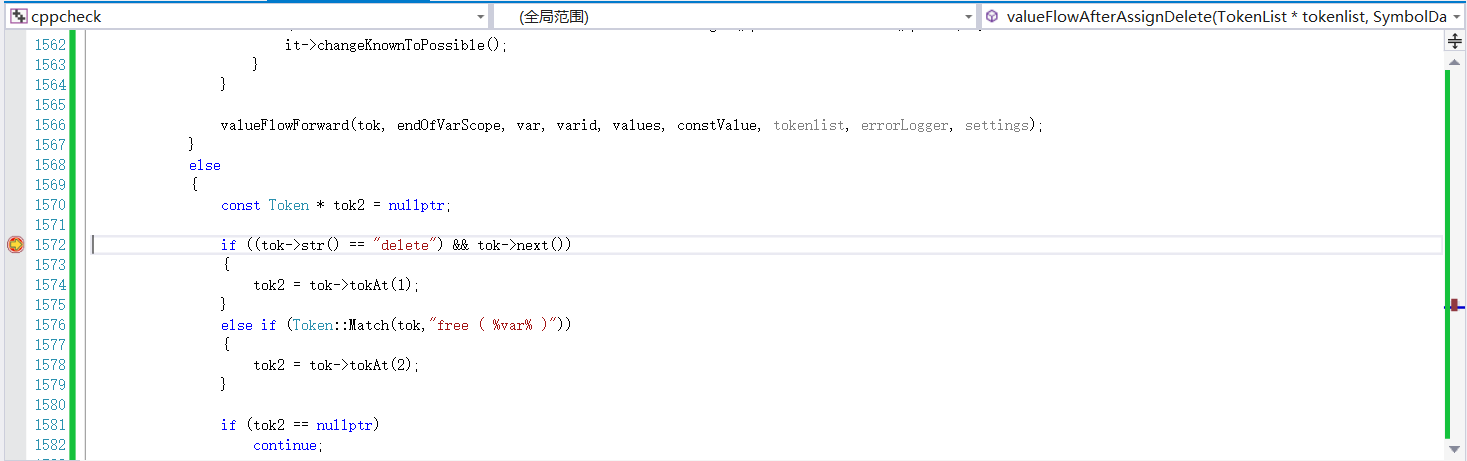 cppcheck (全局范围) valueFlowAfterAssignDelete(TokenList * tokenlist, SymbolDa
1562 it->changeKnownToPossible();
1563 }
1564 }
1565
1566 valueFlowForward(tok, endOfVarScope, var, varid, values, constValue, tokenlist, errorLogger, settings);
1567 }
1568 else
1569 {
1570 const Token * tok2 = nullptr;
1571
1572 if ((tok->str() == "delete") && tok->next())
1573 {
1574 tok2 = tok->tokAt(1);
1575 }
1576 else if (Token::Match(tok,"free ( %var% )"))
1577 {
1578 tok2 = tok->tokAt(2);
1579 }
1580
1581 if (tok2 == nullptr)
1582 continue;